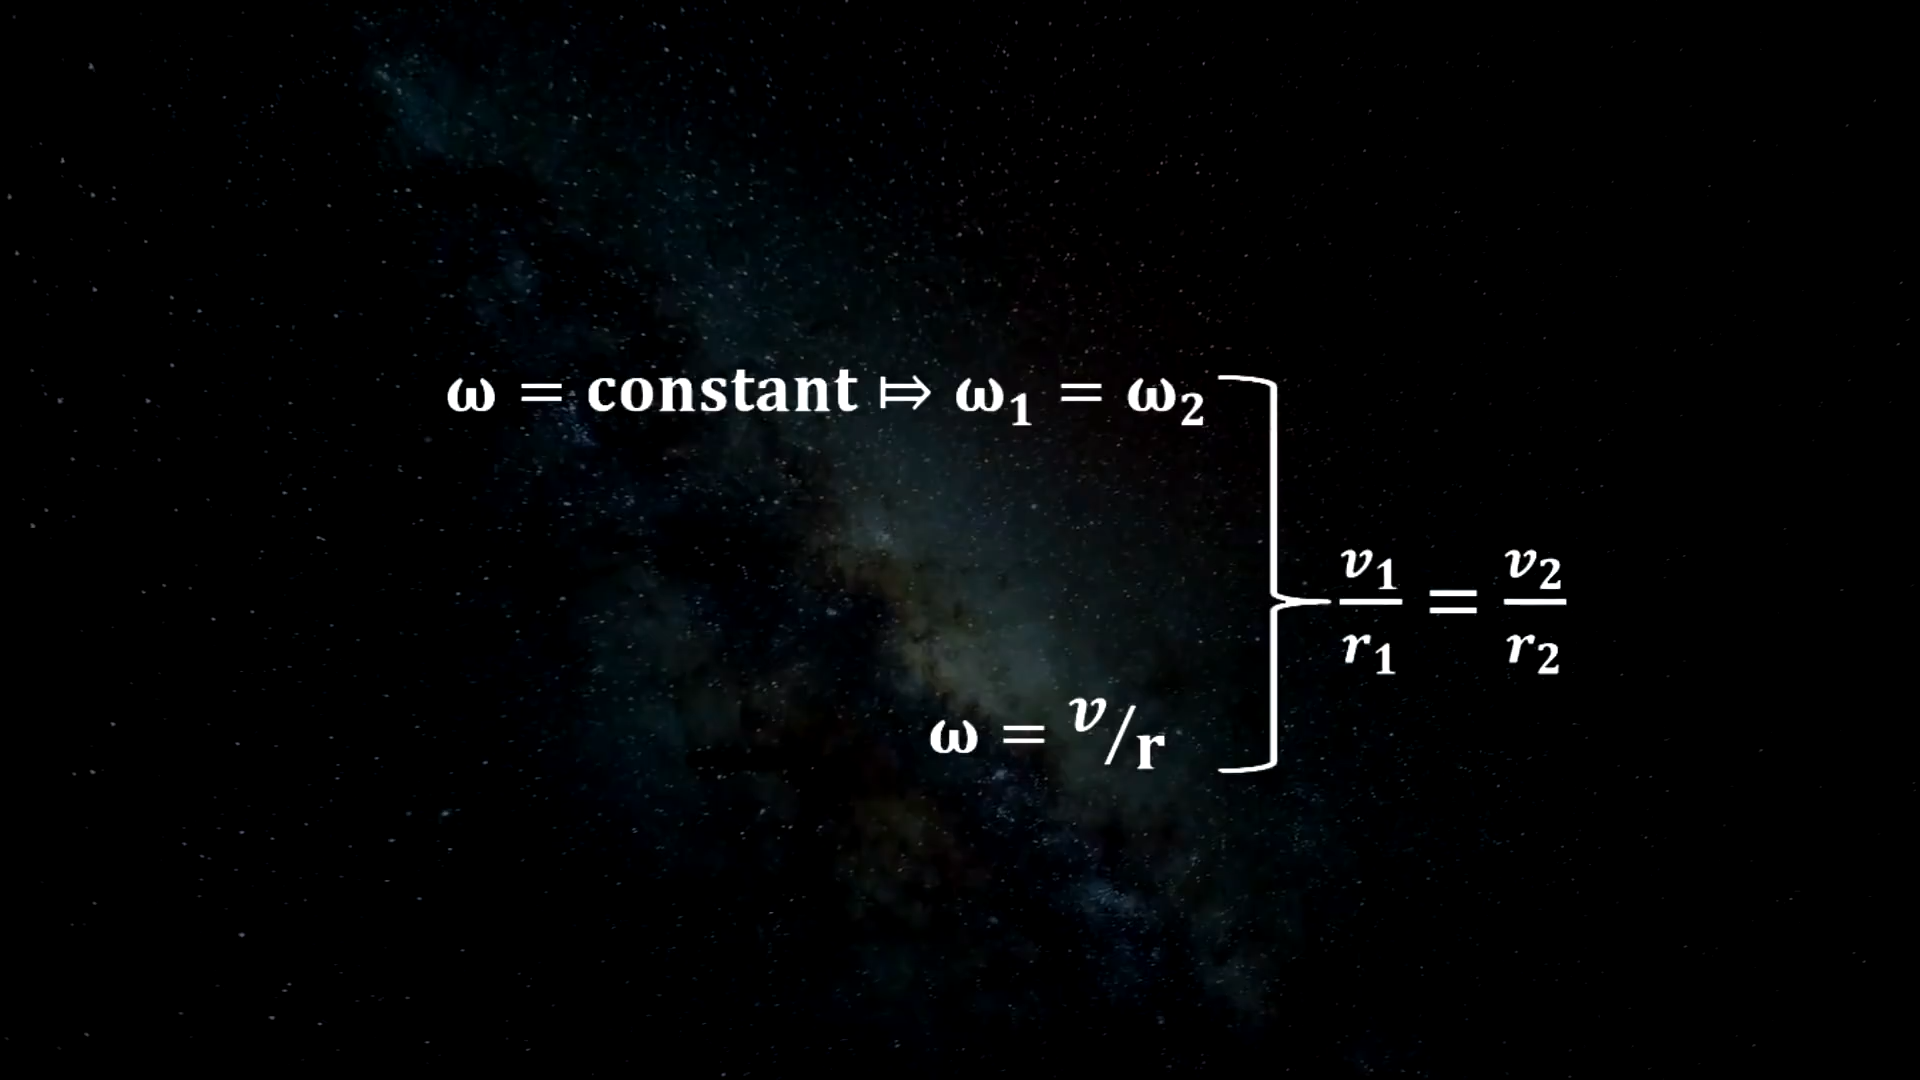 ω = constant ⤇ ω₁ = ω₂
v₁/r₁ = v₂/r₂
ω = v/r